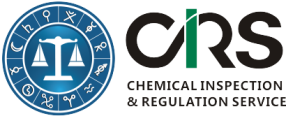 CIRS
CHEMICAL INSPECTION
& REGULATION SERVICE